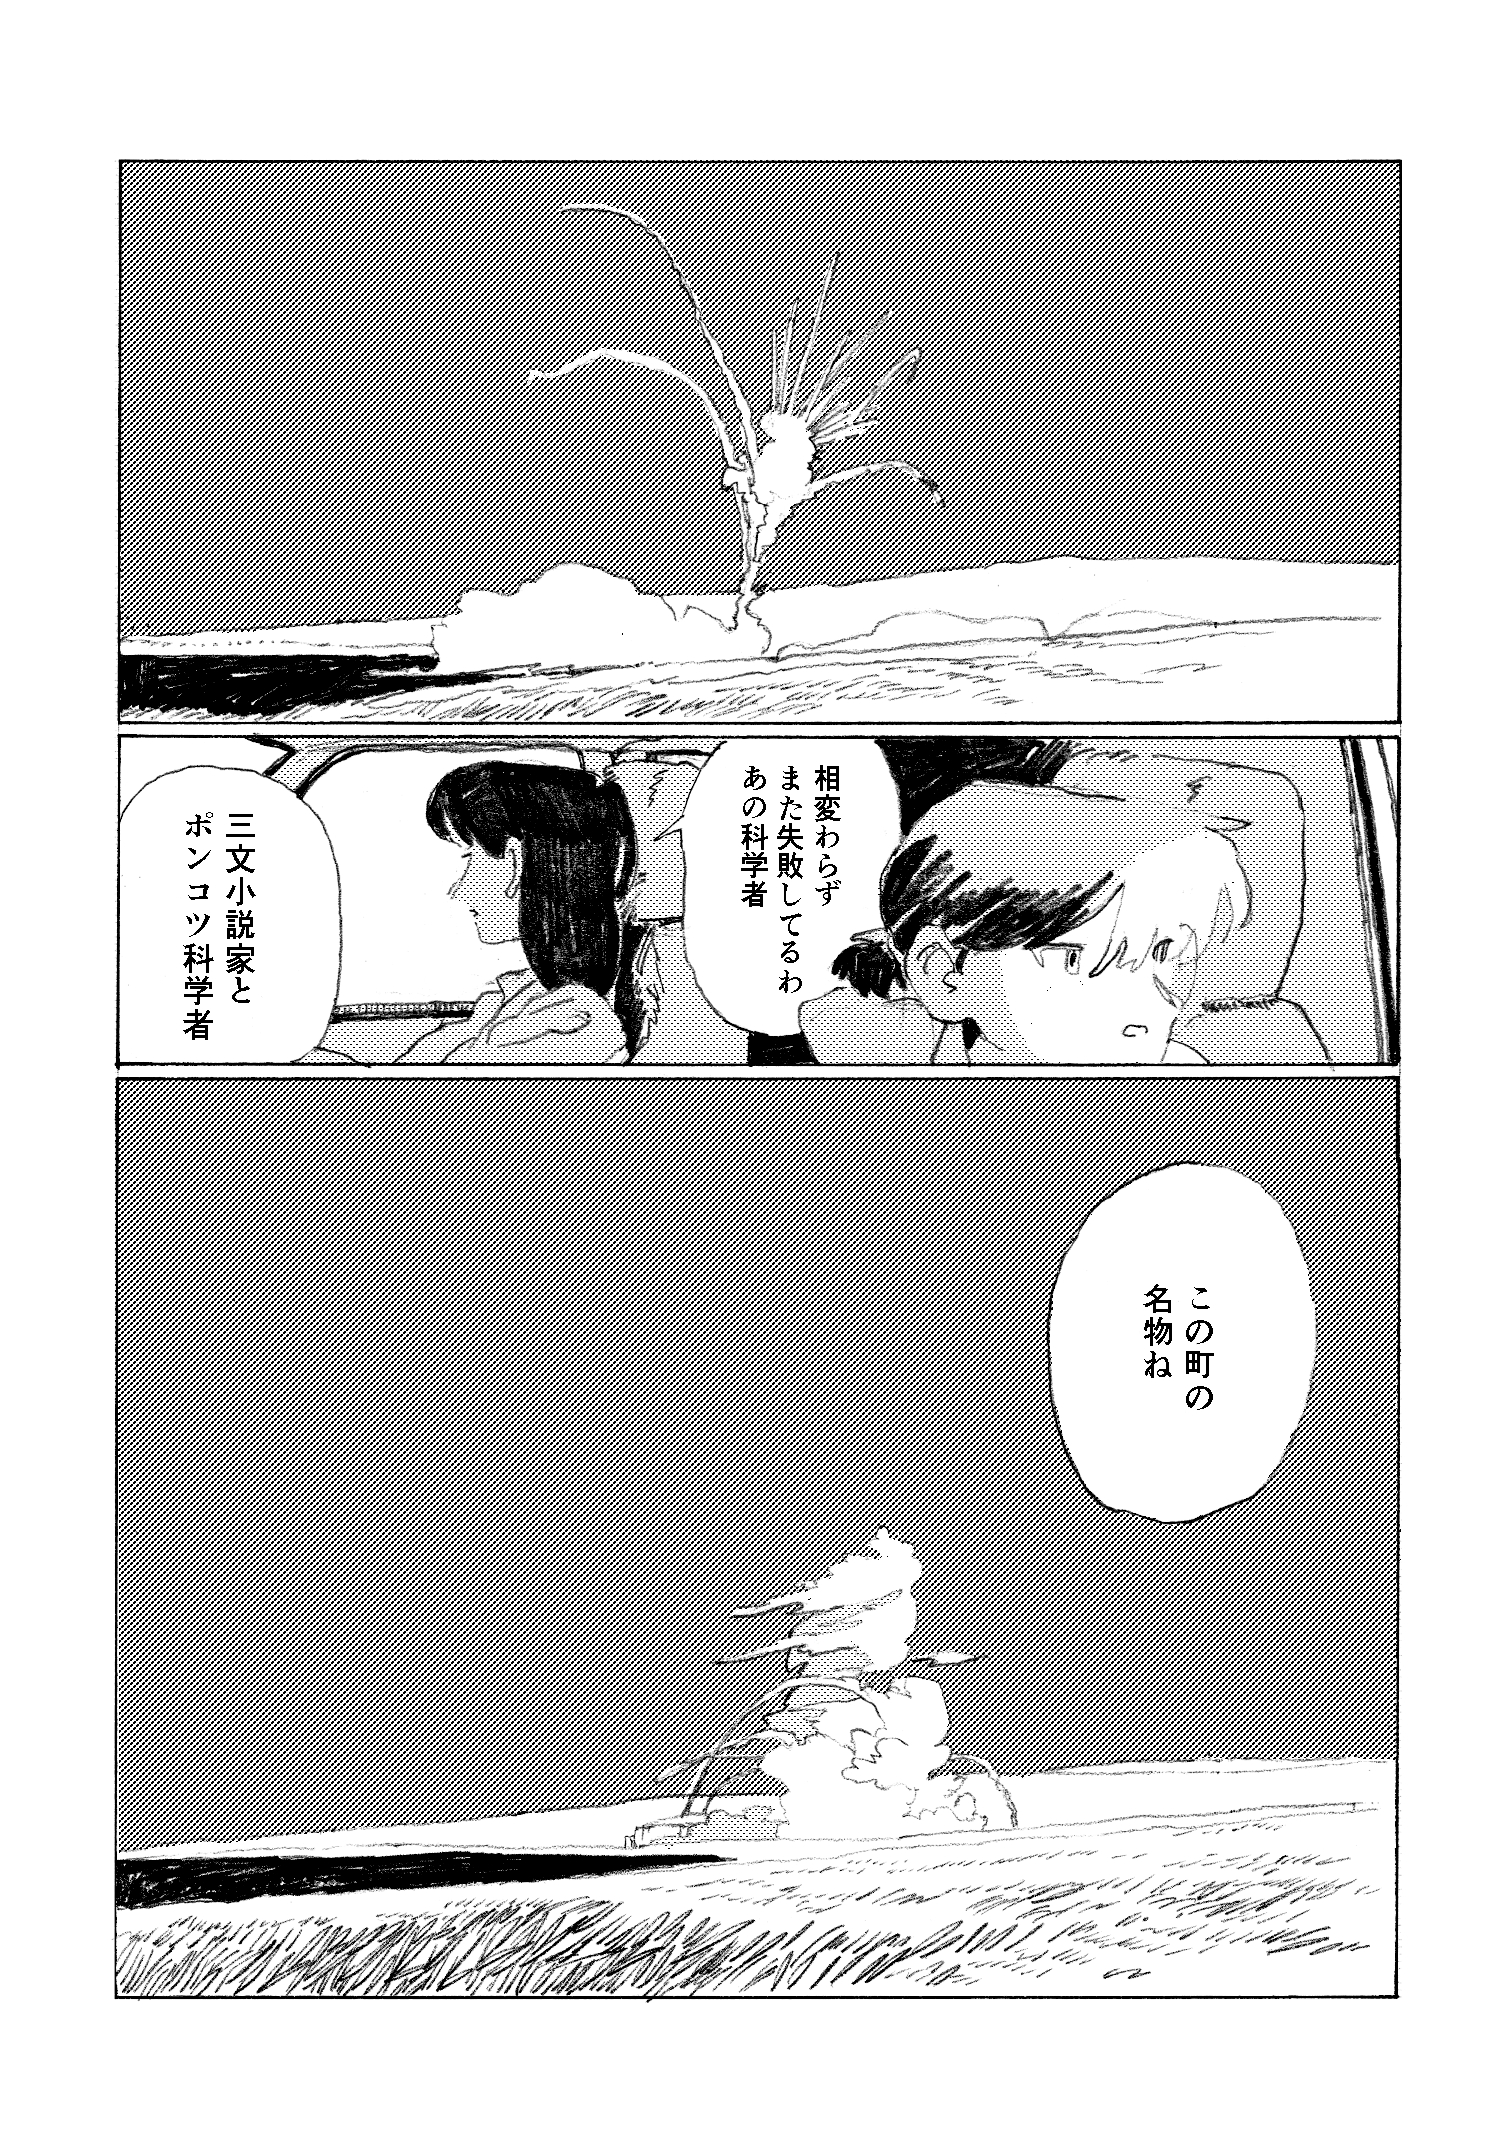 相変わらず
また失敗してるわ
あの科学者
三文小説家と
ポンコツ科学者
この町の
名物ね